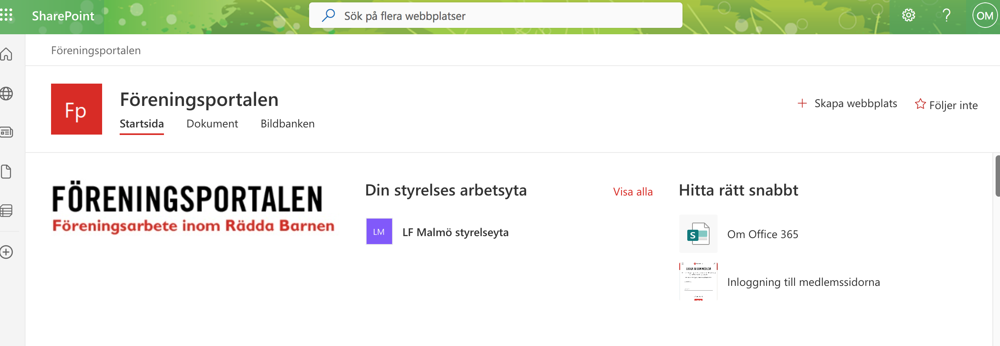 SharePoint
Sök på flera webbplatser
OM
Föreningsportalen
Fp
Föreningsportalen
Startsida
Dokument
Bildbanken
Skapa webbplats
Följer inte
FÖRENINGSPORTALEN
Föreningsarbete inom Rädda Barnen
Din styrelses arbetsyta
Visa alla
LM
LF Malmö styrelseyta
Hitta rätt snabbt
S
Om Office 365
LOGGA IN SOM MEDLEM
Inloggning till medlemssidorna